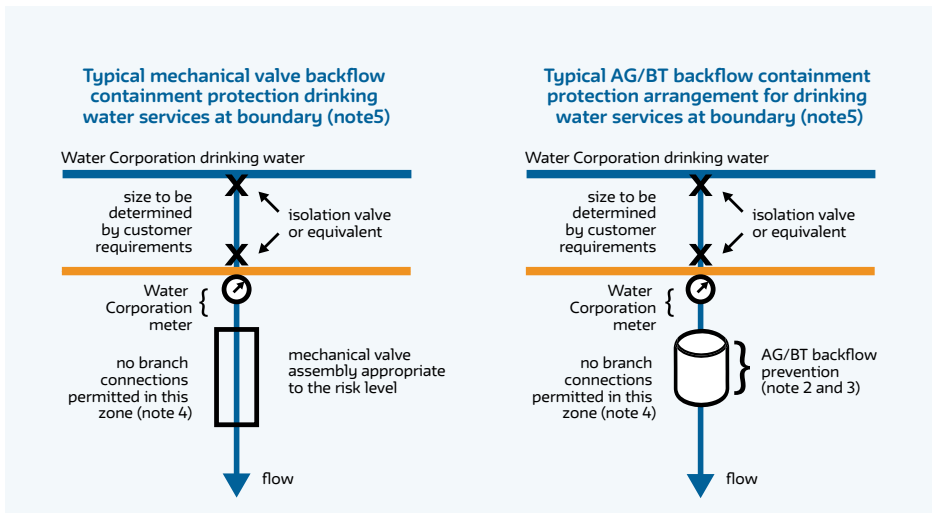 Typical mechanical valve backflow
containment protection drinking
water services at boundary (note5)
Water Corporation drinking water
size to be
determined
by customer
requirements
isolation valve
or equivalent
Water
Corporation
meter
no branch
connections
permitted in this
zone (note 4)
mechanical valve
assembly appropriate
to the risk level
flow
Typical AG/BT backflow containment
protection arrangement for drinking
water services at boundary (note5)
Water Corporation drinking water
size to be
determined
by customer
requirements
isolation valve
or equivalent
Water
Corporation
meter
no branch
connections
permitted in this
zone (note 4)
AG/BT backflow
prevention
(note 2 and 3)
flow